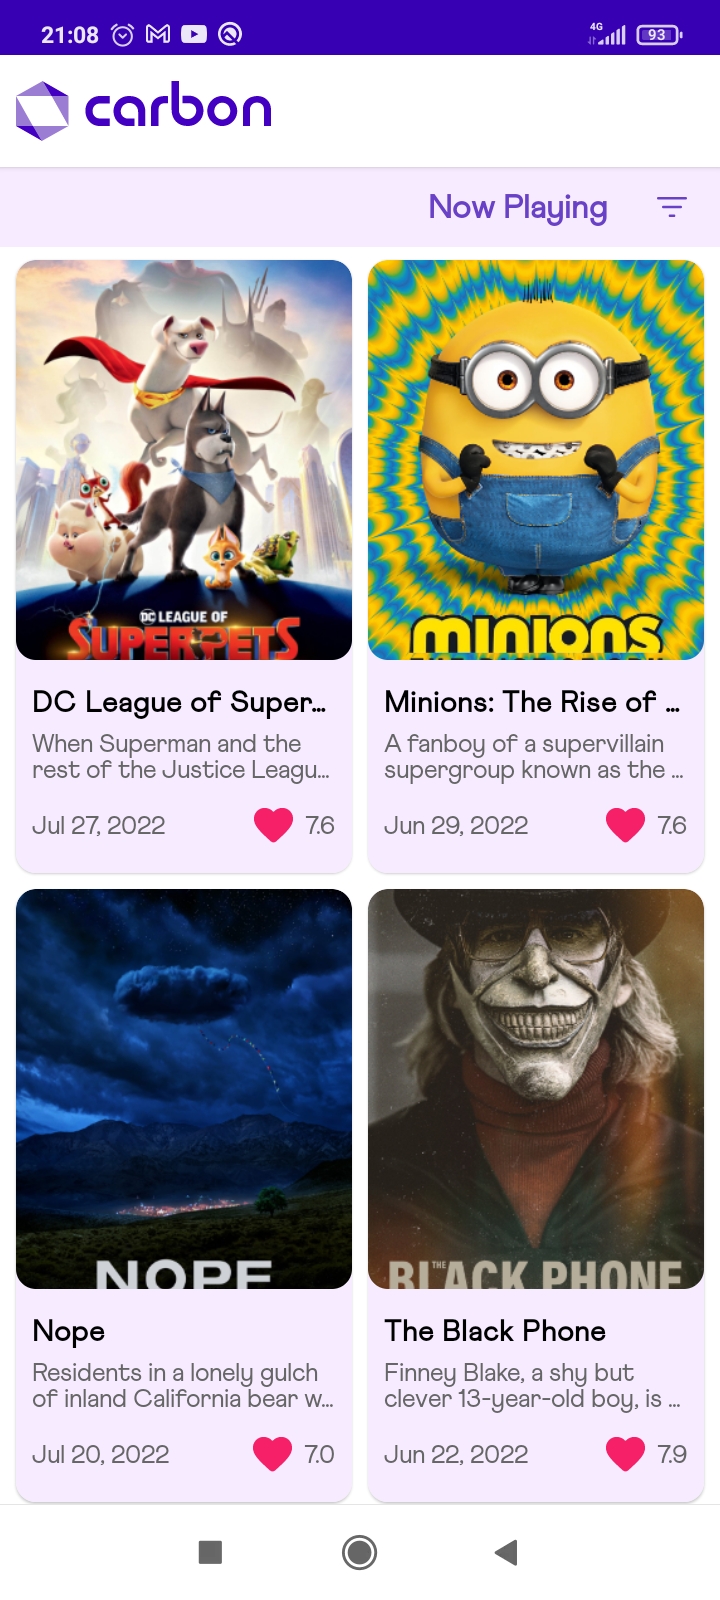 21:08
4G
93
carbon
Now Playing
DC LEAGUE OF
SUPER-PETS
minions
DC League of Super...
Minions: The Rise of ...
When Superman and the
rest of the Justice Leagu...
A fanboy of a supervillain
supergroup known as the ...
Jul 27, 2022
7.6
Jun 29, 2022
7.6
NOPE
THE
BLACK PHONE
Nope
The Black Phone
Residents in a lonely gulch
of inland California bear w...
Finney Blake, a shy but
clever 13-year-old boy, is ...
Jul 20, 2022
7.0
Jun 22, 2022
7.9